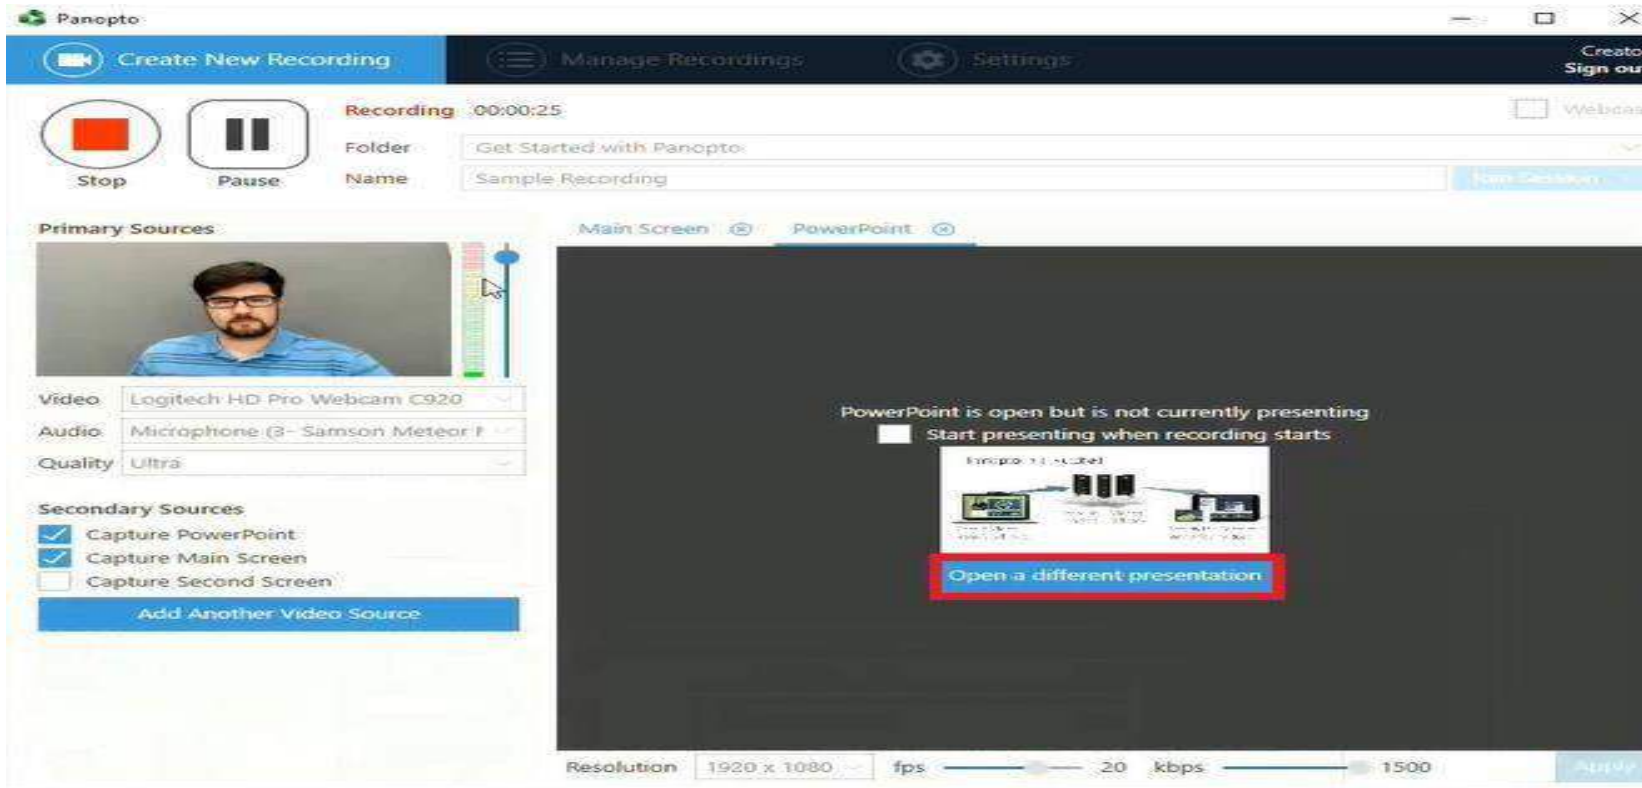 Panopto
Create New Recording
Manage Recordings
Settings
Creato
Sign ou
Recording 00:00:25
Webcas
Folder Get Started with Panopto
Name Sample Recording
Stop Pause
Primary Sources
Main Screen PowerPoint
Video Logitech HD Pro Webcam C920
Audio Microphone (3- Samson Meteor
Quality Ultra
PowerPoint is open but is not currently presenting
Start presenting when recording starts
Open a different presentation
Secondary Sources
Capture PowerPoint
Capture Main Screen
Capture Second Screen
Add Another Video Source
Resolution 1920 x 1080 fps 20 kbps 1500
Apply